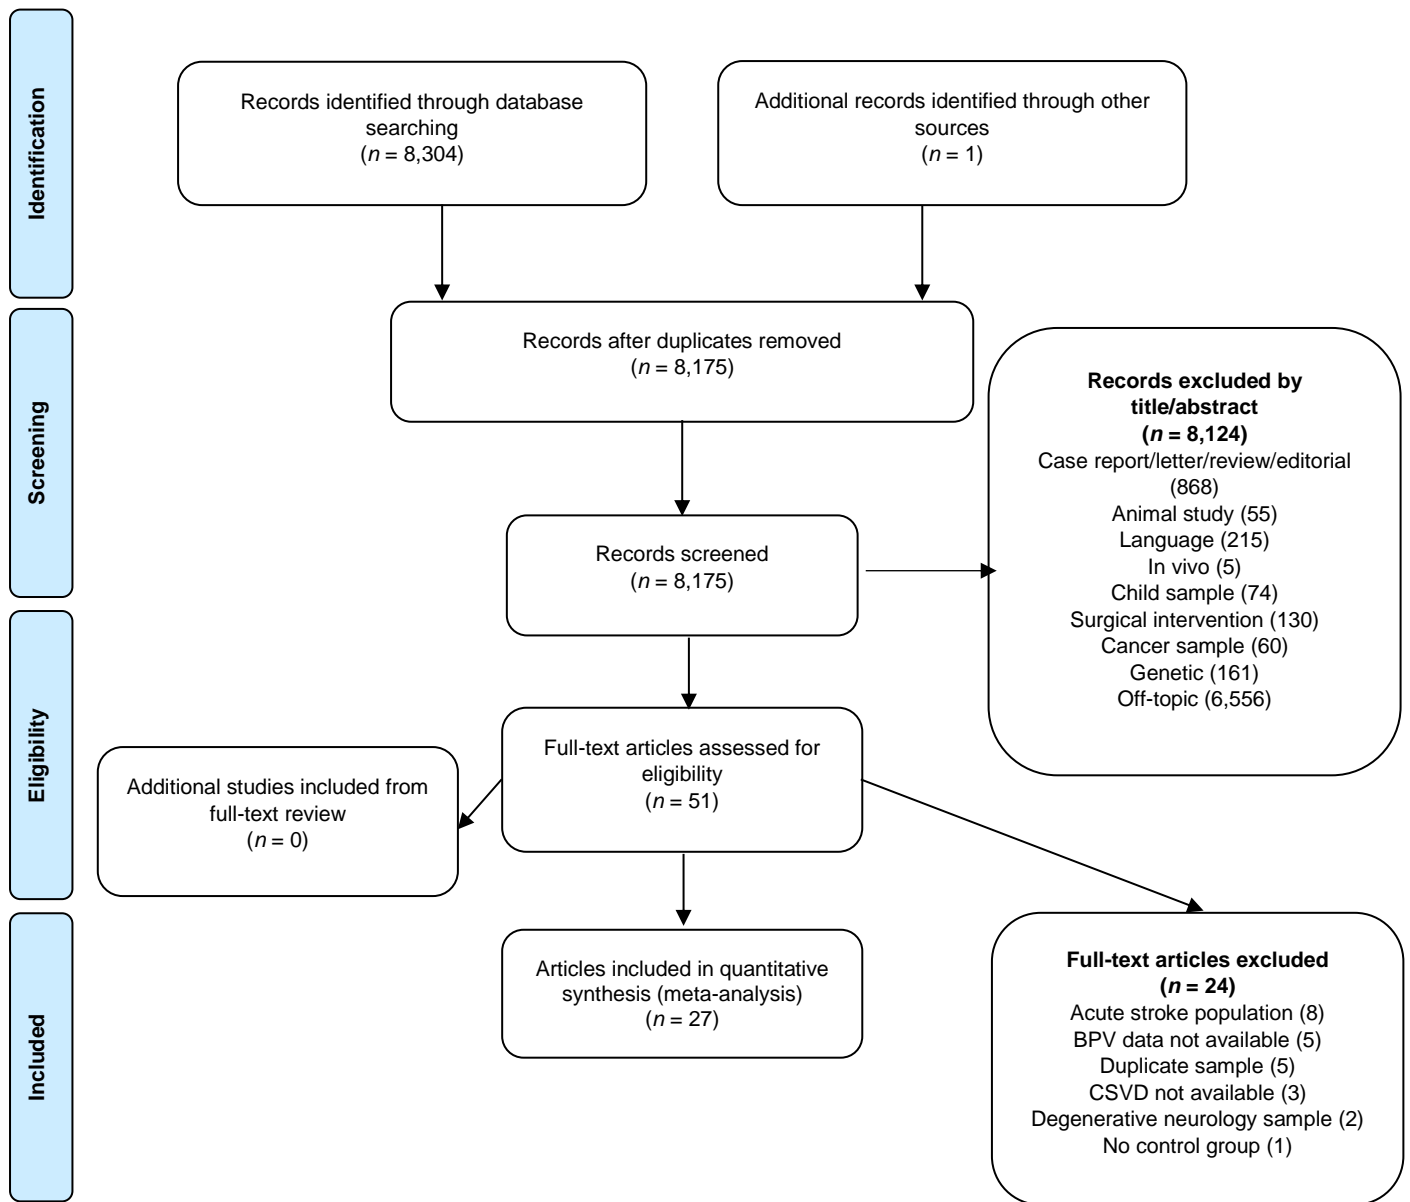 Identification
Records identified through database
searching
(n = 8,304)
Additional records identified through other
sources
(n = 1)
Screening
Records after duplicates removed
(n = 8,175)
Records screened
(n = 8,175)
Records excluded by
title/abstract
(n = 8,124)
Case report/letter/review/editorial
(868)
Animal study (55)
Language (215)
In vivo (5)
Child sample (74)
Surgical intervention (130)
Cancer sample (60)
Genetic (161)
Off-topic (6,556)
Eligibility
Full-text articles assessed for
eligibility
(n = 51)
Additional studies included from
full-text review
(n = 0)
Included
Articles included in quantitative
synthesis (meta-analysis)
(n = 27)
Full-text articles excluded
(n = 24)
Acute stroke population (8)
BPV data not available (5)
Duplicate sample (5)
CSVD not available (3)
Degenerative neurology sample (2)
No control group (1)